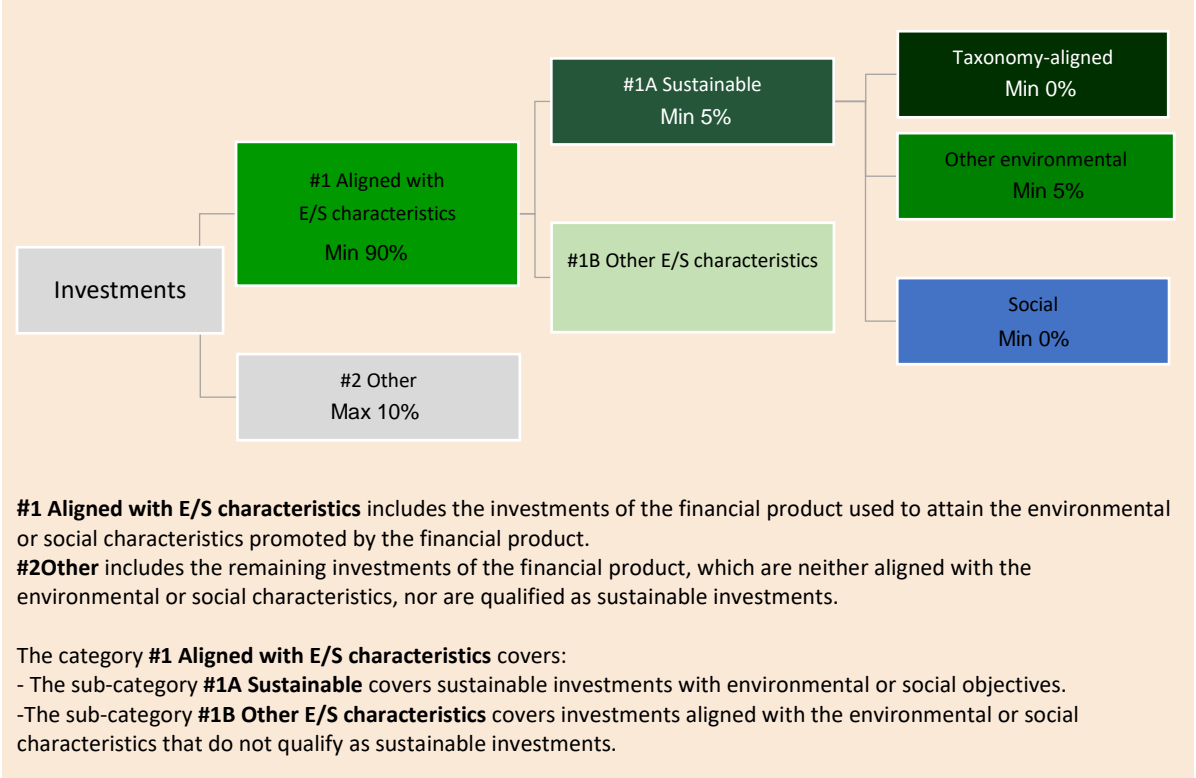 Investments
#1 Aligned with
E/S characteristics
Min 90%
#2 Other
Max 10%
#1A Sustainable
Min 5%
#1B Other E/S characteristics
Taxonomy-aligned
Min 0%
Other environmental
Min 5%
Social
Min 0%
#1 Aligned with E/S characteristics includes the investments of the financial product used to attain the environmental
or social characteristics promoted by the financial product.
#2Other includes the remaining investments of the financial product, which are neither aligned with the
environmental or social characteristics, nor are qualified as sustainable investments.
The category #1 Aligned with E/S characteristics covers:
- The sub-category #1A Sustainable covers sustainable investments with environmental or social objectives.
-The sub-category #1B Other E/S characteristics covers investments aligned with the environmental or social
characteristics that do not qualify as sustainable investments.